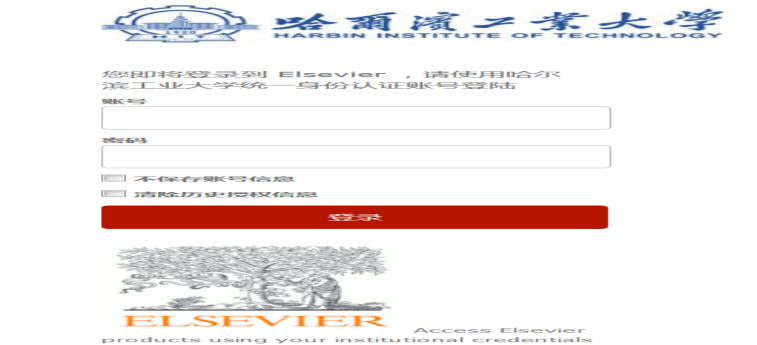 哈爾濱工業大學
HARBIN INSTITUTE OF TECHNOLOGY
您即将登录到 Elsevier ，请使用哈尔
滨工业大学统一身份认证账号登陆
账号
密码
不保存账号信息
清除历史授权信息
登录
ELSEVIER
Access Elsevier
products using your institutional credentials